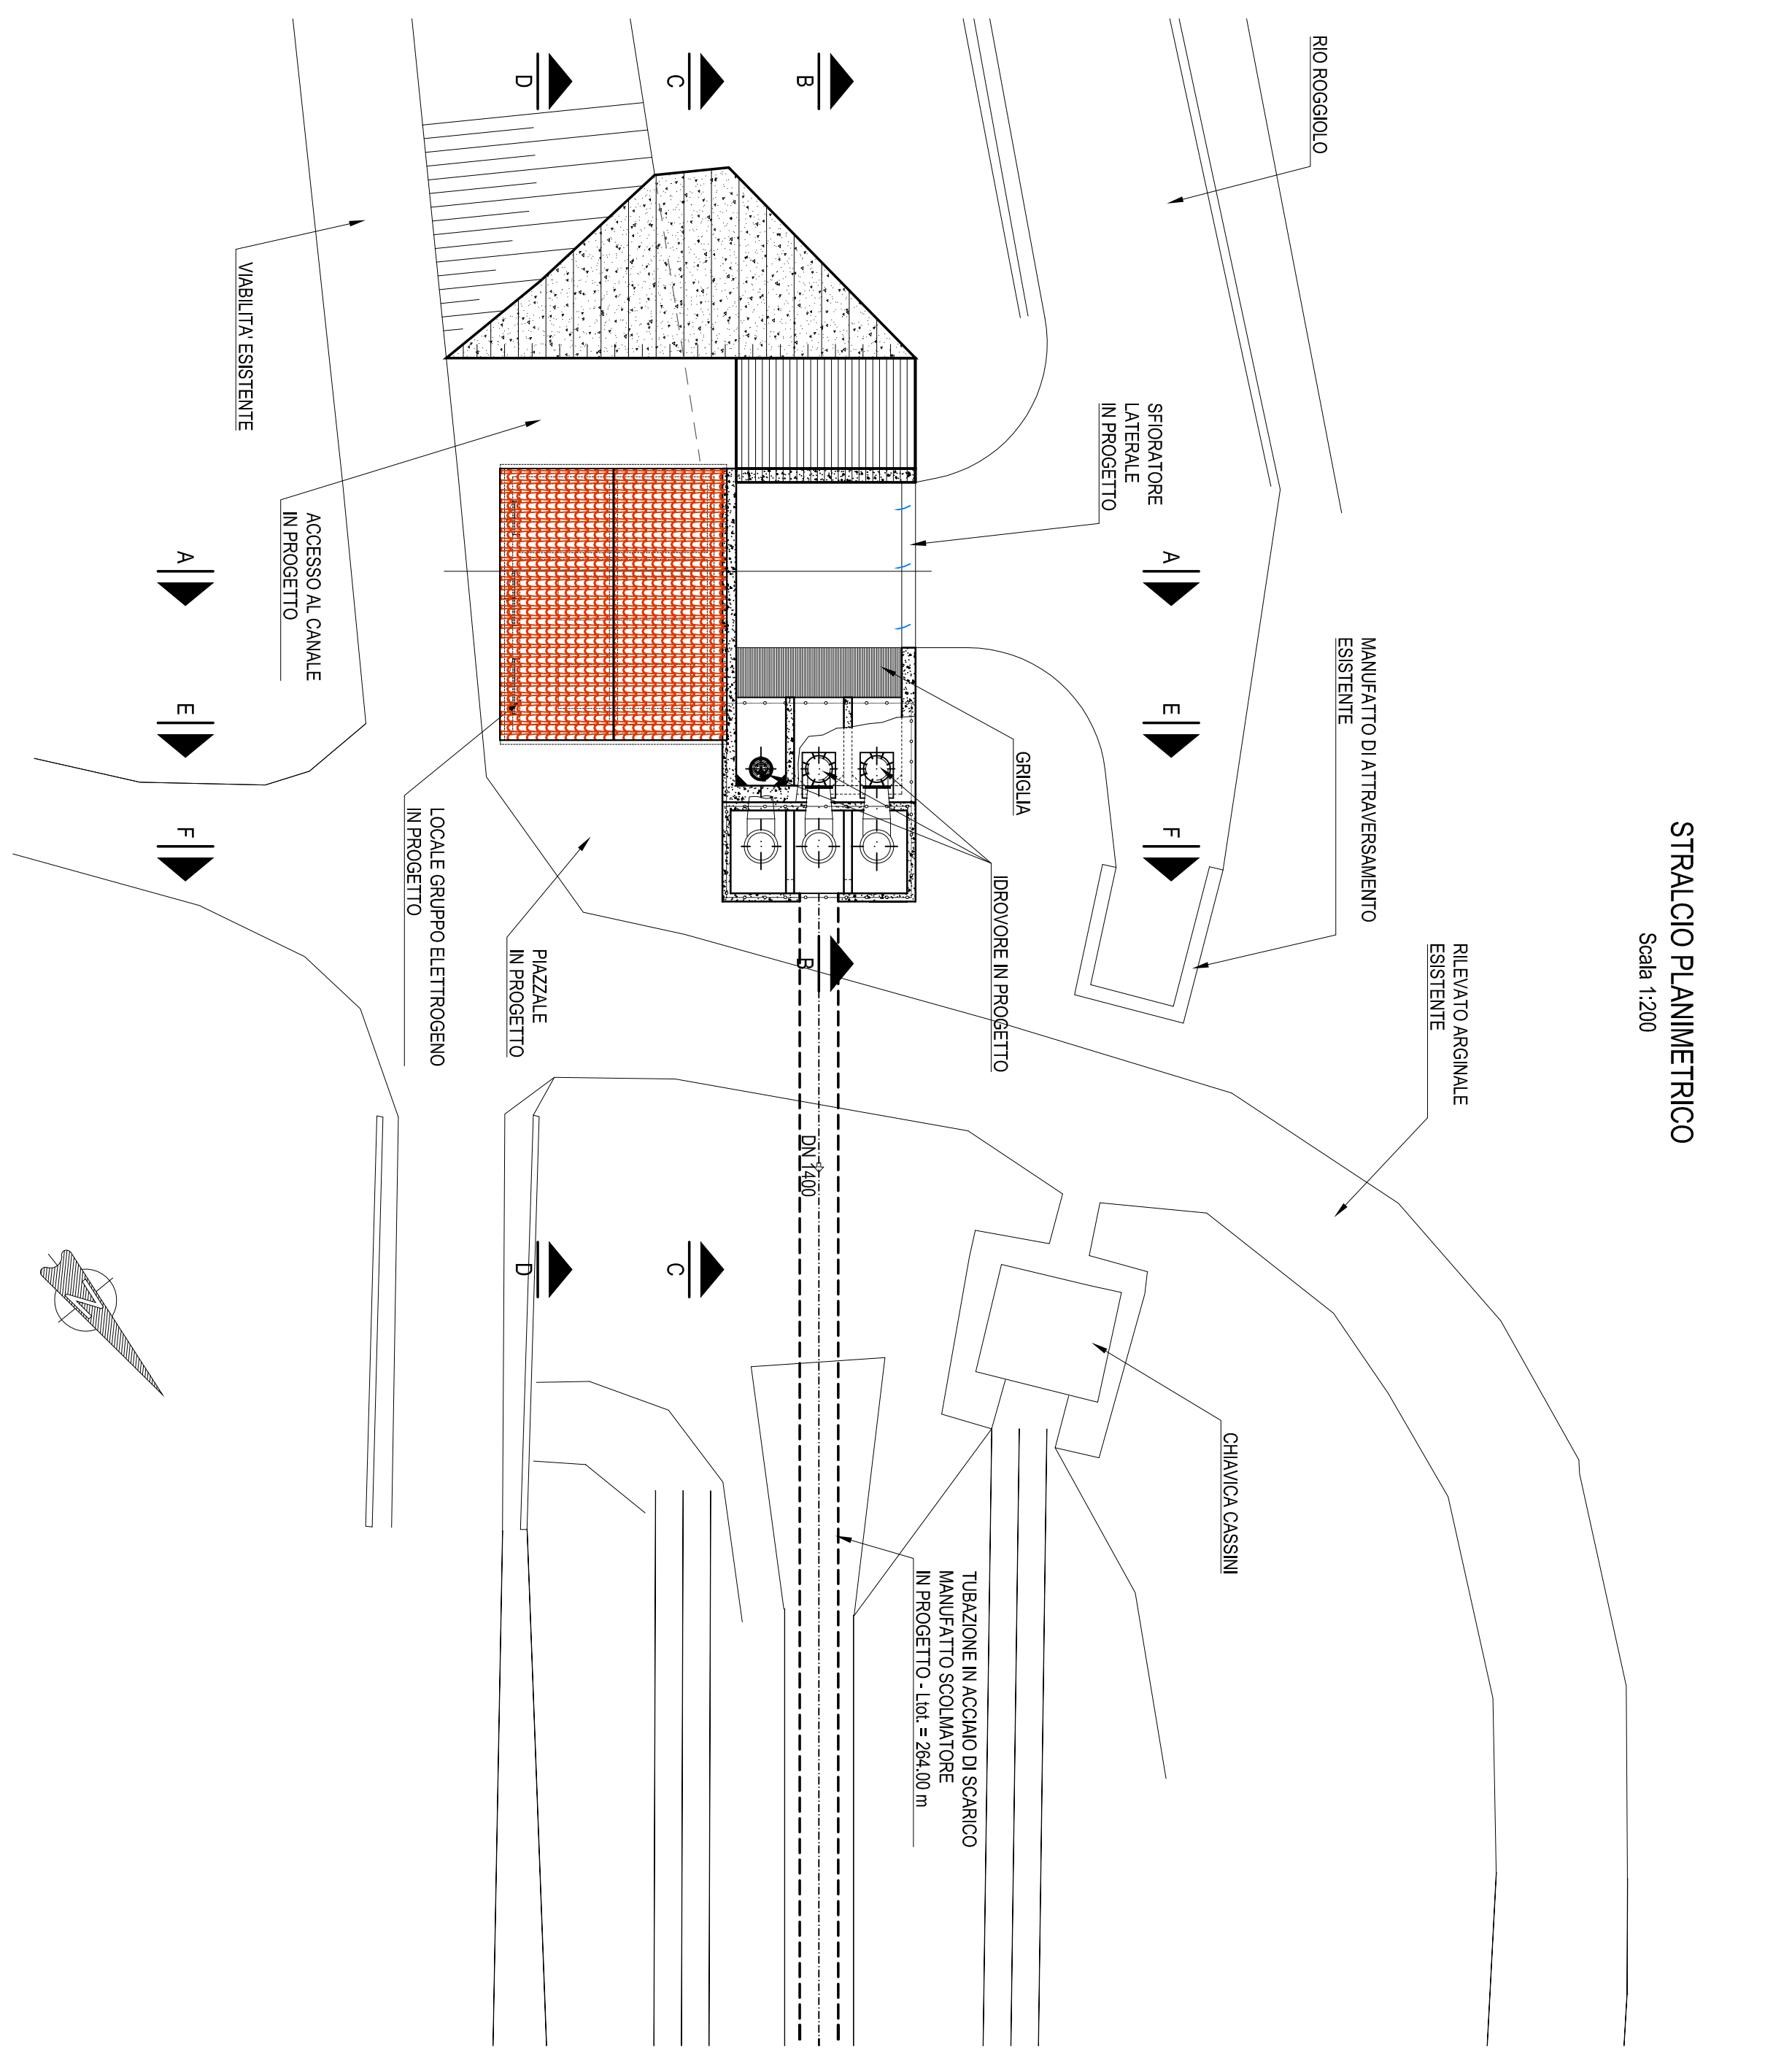 STRALCIO PLANIMETRICO
Scala 1:200
RILEVATO ARGINALE
ESISTENTE
MANUFATTO DI ATTRAVERSAMENTO
ESISTENTE
RIO ROGGIOLO
CHIAVICA CASSINI
A
E
F
SFIORATORE
LATERALE
IN PROGETTO
GRIGLIA
IDROVORE IN PROGETTO
TUBAZIONE IN ACCIAIO DI SCARICO
MANUFATTO SCOLMATORE
IN PROGETTO - Ltot. = 264.00 m
B
B
DN 1400
C
C
D
D
PIAZZALE
IN PROGETTO
LOCALE GRUPPO ELETTROGENO
IN PROGETTO
ACCESSO AL CANALE
IN PROGETTO
VIABILITA' ESISTENTE
A
E
F
N